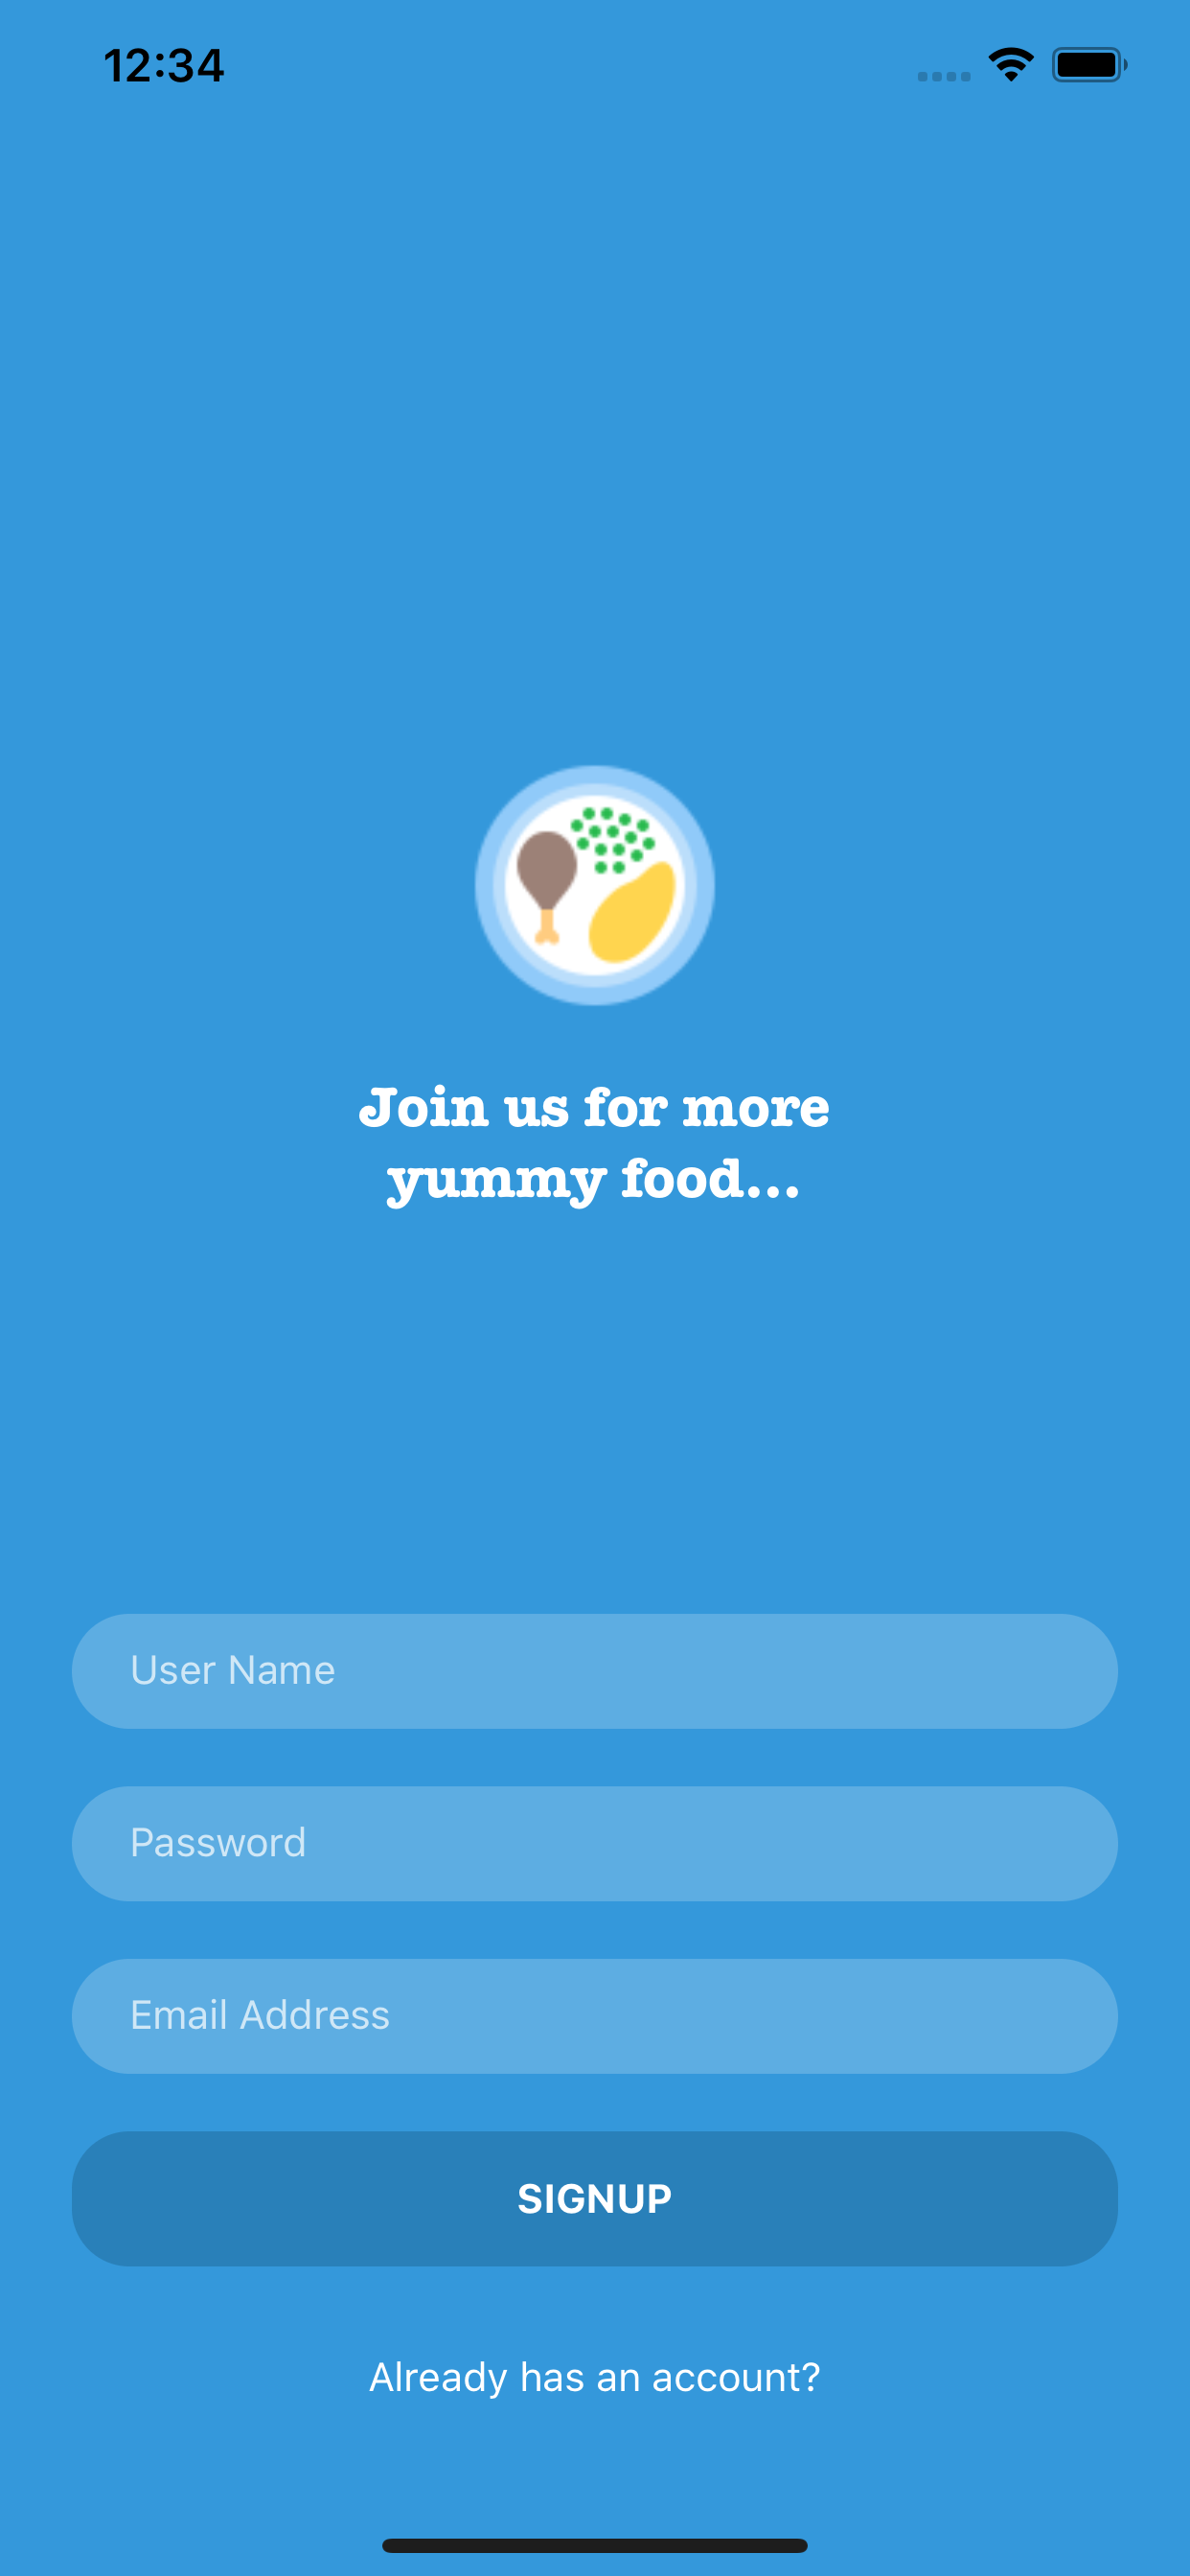 12:34
Join us for more
yummy food...
User Name
Password
Email Address
SIGNUP
Already has an account?